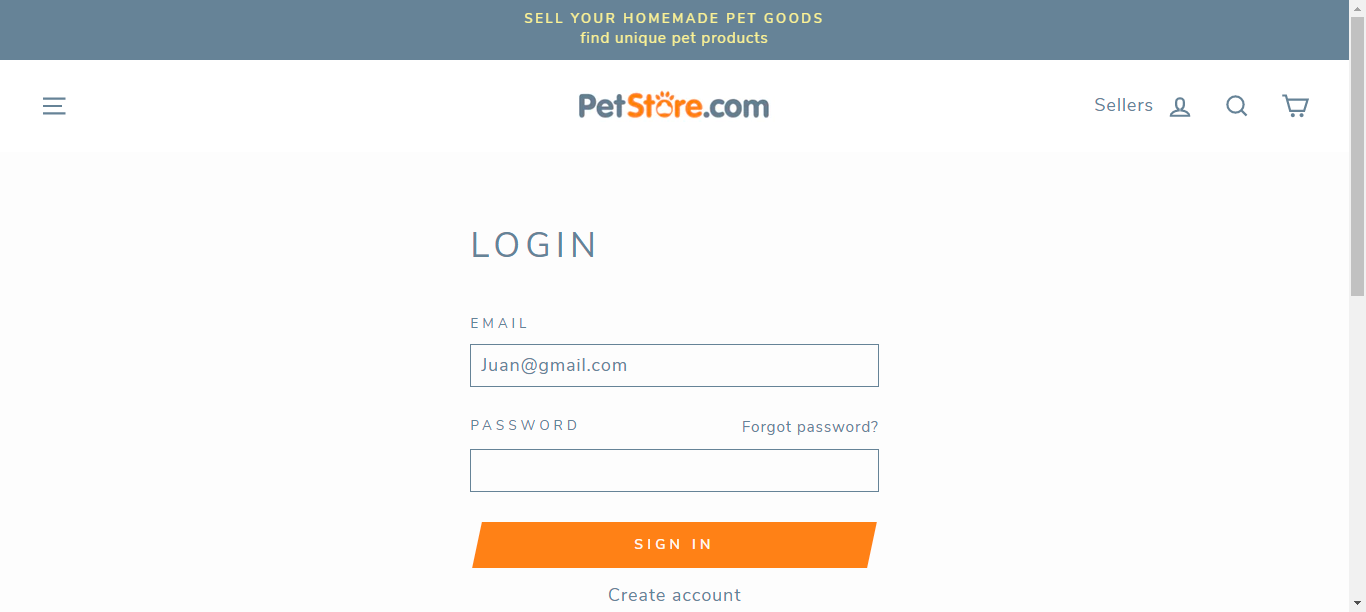 SELL YOUR HOMEMADE PET GOODS
find unique pet products
PetStore.com
Sellers
LOGIN
EMAIL
Juan@gmail.com
PASSWORD
Forgot password?
SIGN IN
Create account